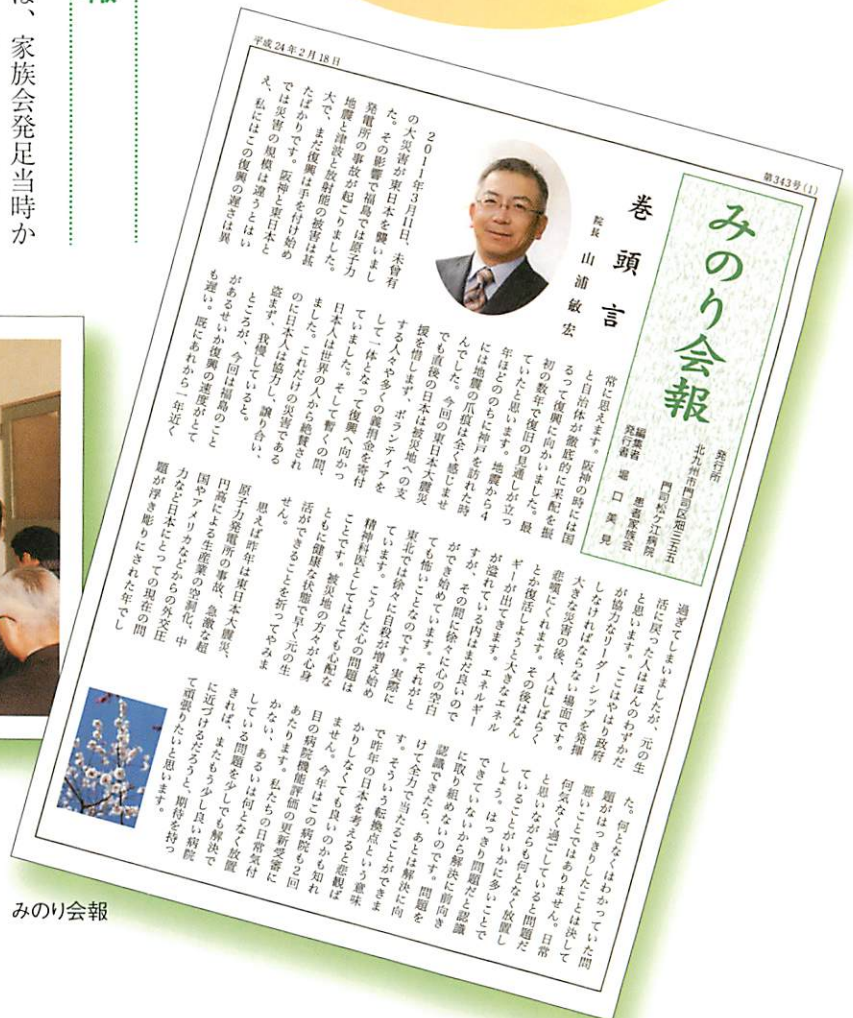 報
は、家族会発足当時か
平成24年2月18日
第343号(1)
みのり会報
発行所
北九州市門司区畑三五五
門司松ヶ江病院
患者家族会
編集者
発行者 堀口美見
巻頭言
院長 山浦敏宏
2011年3月11日、未曾有
の大災害が東日本を襲いまし
た。その影響で福島では原子力
発電所の事故が起こりました。
地震と津波と放射能の被害は甚
大で、まだ復興は手を付け始め
たばかりです。阪神と東日本と
では災害の規模は違うとはい
え、私にはこの復興の遅さは異
常に思えます。阪神の時には国
と自治体が徹底的に采配を振
るって復興に向かいました。最
初の数年で復旧の見通しが立っ
ていたと思います。地震から4
年ほどののちに神戸を訪れた時
には地震の爪痕は全く感じませ
んでした。今回の東日本大震災
でも直後の日本は被災地への支
援を惜しまず、ボランティアを
する人々や多くの義捐金を寄付
して一体となって復興へ向かっ
ていました。そして暫くの間、
日本人は世界の人から絶賛され
ました。これだけの災害である
のに日本人は協力し、譲り合い、
盗まず、我慢していると。
ところが、今回は福島のこと
があるせいか復興の速度がとて
も遅い。既にあれから一年近く
過ぎてしまいましたが、元の生
活に戻った人はほんのわずかだ
と思います。ここはやはり政府
が協力なリーダーシップを発揮
しなければならない場面です。
大きな災害の後、人はしばらく
悲嘆にくれます。その後はなん
とか復活しようと大きなエネル
ギーが出てきます。エネルギー
が溢れている内はまだ良いので
すが、その間に徐々に心の空白
ができ始めています。それがと
ても怖いことなのです。実際に
東北では徐々に自殺が増え始め
ています。こうした心の問題は
精神科医としてはとても心配な
ことです。被災地の方々が心身
ともに健康な状態で早く元の生
活ができることを祈ってやみま
せん。
思えば昨年は東日本大震災、
原子力発電所の事故、急激な超
円高による生産業の空洞化、中
国やアメリカなどからの外交圧
力など日本にとっての現在の問
題が浮き彫りにされた年でし
た。何となくはわかっていた問
題がはっきりしたことは決して
悪いことではありません。日常
何気なく過ごしていると問題だ
と思いながらも何となく放置し
ていることがいかに多いことで
しょう。はっきり問題だと認識
できていないから解決に前向き
に取り組めないのです。問題を
認識できたら、あとは解決に向
けて全力で当たることができま
す。そういう転換点という意味
で昨年の日本を考えると悲観ば
かりしなくても良いのかも知れ
ません。今年はこの病院も2回
目の病院機能評価の更新受審に
あたります。私たちの日常気付
かない、あるいは何となく放置
している問題を少しでも解決で
きれば、またもう少し良い病院
に近づけるだろうと、期待を持っ
て頑張りたいと思います。
みのり会報